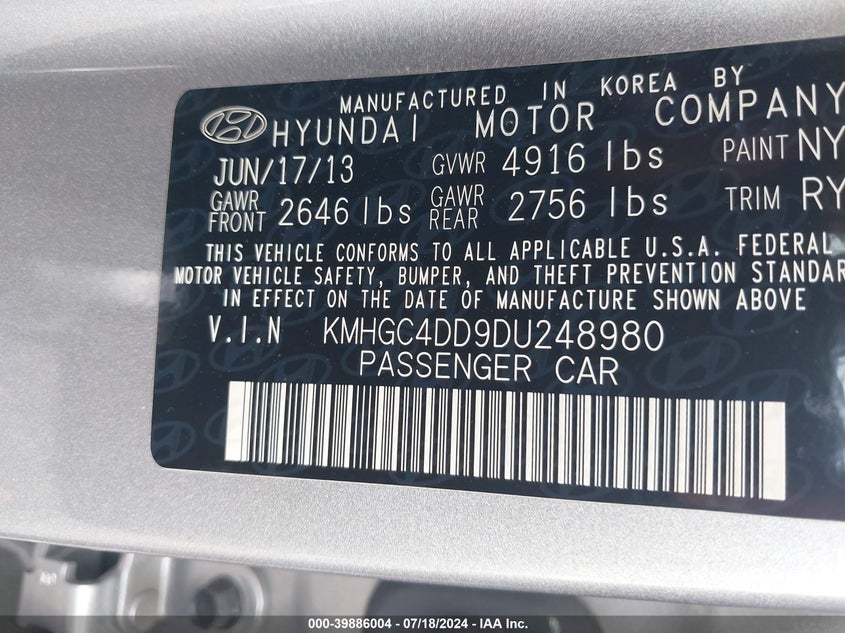 MANUFACTURED IN KOREA BY
HYUNDAI MOTOR COMPANY
JUN/17/13 GVWR 4916 lbs PAINT NY
GAWR FRONT 2646 lbs GAWR REAR 2756 lbs TRIM RY
THIS VEHICLE CONFORMS TO ALL APPLICABLE U.S.A. FEDERAL
MOTOR VEHICLE SAFETY, BUMPER, AND THEFT PREVENTION STANDAR
IN EFFECT ON THE DATE OF MANUFACTURE SHOWN ABOVE
V.I.N KMHGC4DD9DU248980
PASSENGER CAR
000-39886004 - 07/18/2024 - IAA Inc.